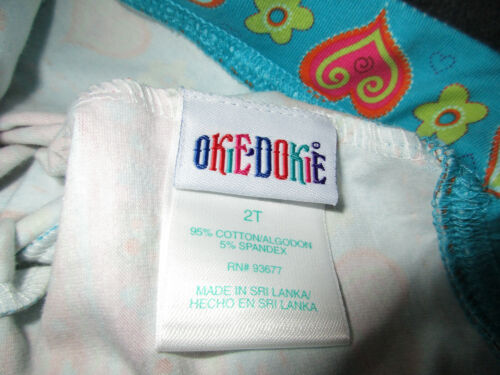 OKIE·DOKIE®
2T
95% COTTON/ALGODON
5% SPANDEX
RN# 93677
MADE IN SRI LANKA/
HECHO EN SRI LANKA